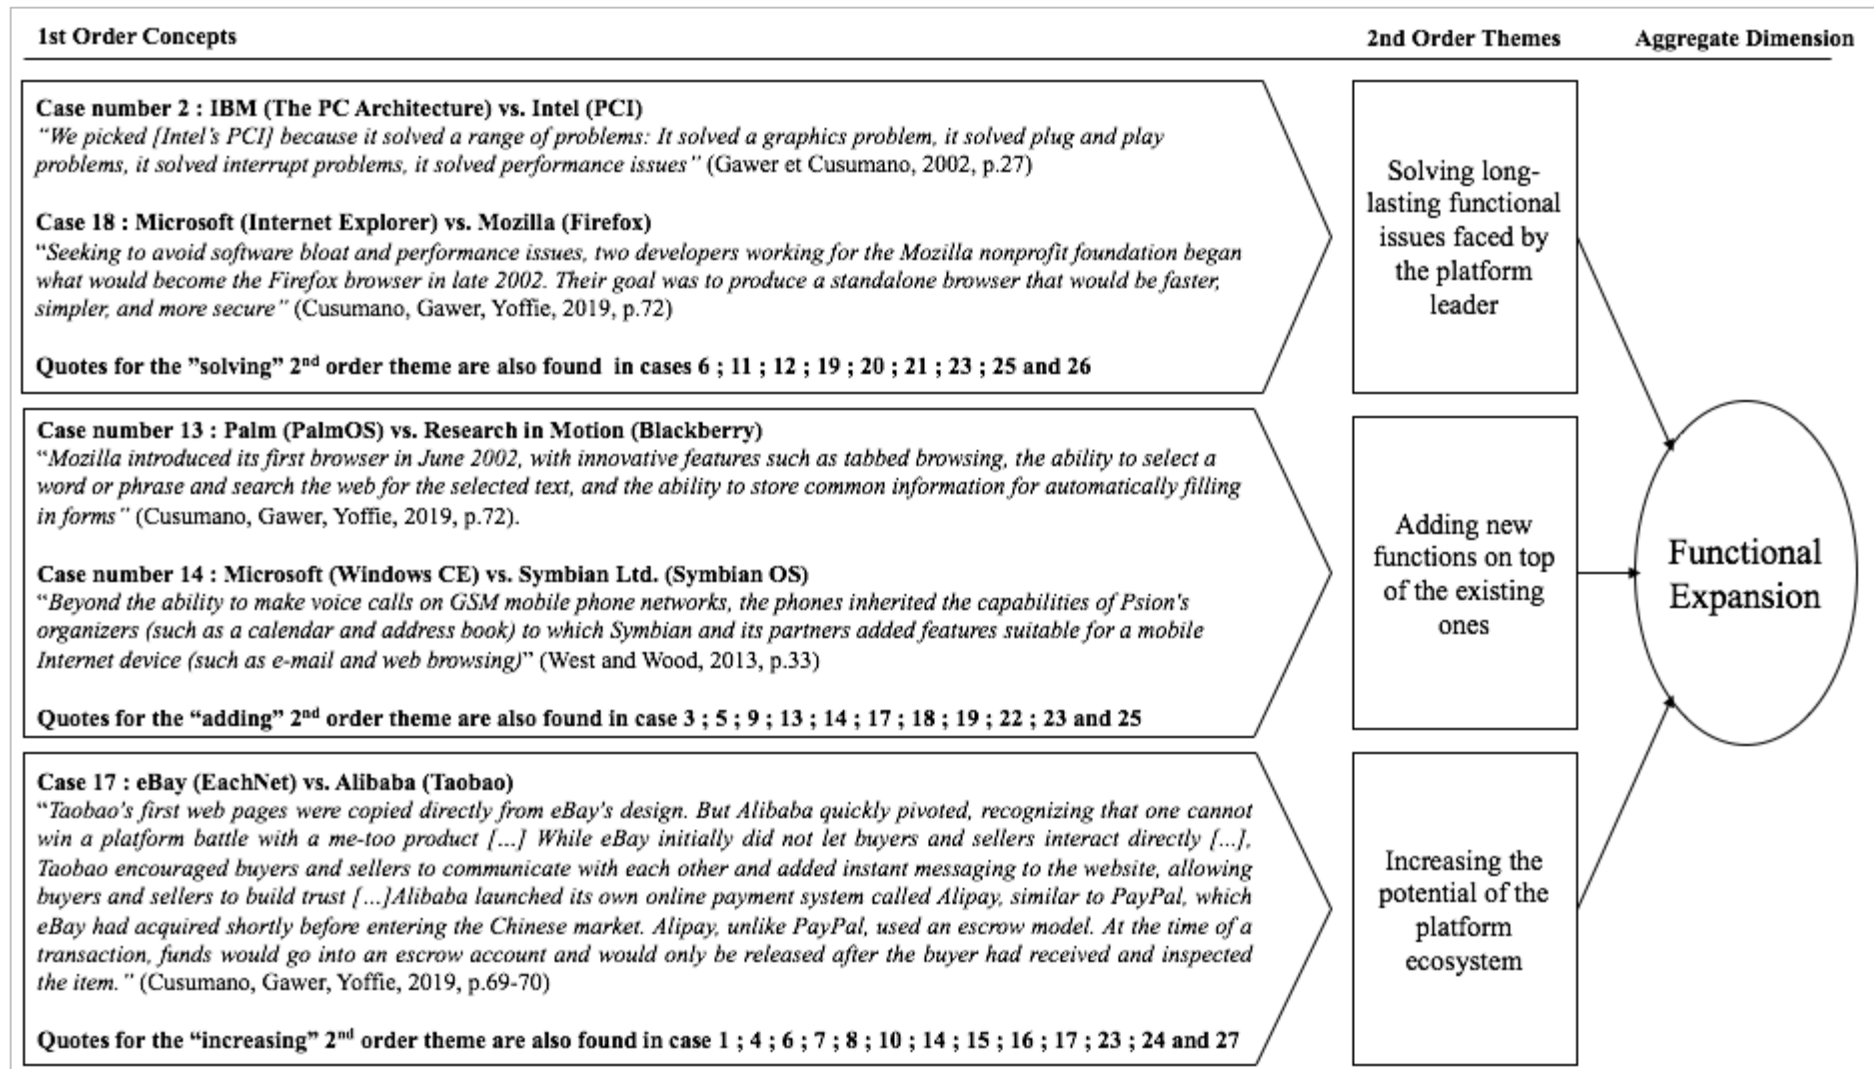 1st Order Concepts
2nd Order Themes
Aggregate Dimension
Case number 2 : IBM (The PC Architecture) vs. Intel (PCI)
"We picked [Intel's PCI] because it solved a range of problems: It solved a graphics problem, it solved plug and play
problems, it solved interrupt problems, it solved performance issues" (Gawer et Cusumano, 2002, p.27)
Case 18 : Microsoft (Internet Explorer) vs. Mozilla (Firefox)
"Seeking to avoid software bloat and performance issues, two developers working for the Mozilla nonprofit foundation began
what would become the Firefox browser in late 2002. Their goal was to produce a standalone browser that would be faster,
simpler, and more secure" (Cusumano, Gawer, Yoffie, 2019, p.72)
Quotes for the "solving" 2nd order theme are also found in cases 6 ; 11 ; 12 ; 19 ; 20 ; 21 ; 23 ; 25 and 26
Solving long-
lasting functional
issues faced by
the platform
leader
Case number 13 : Palm (PalmOS) vs. Research in Motion (Blackberry)
"Mozilla introduced its first browser in June 2002, with innovative features such as tabbed browsing, the ability to select a
word or phrase and search the web for the selected text, and the ability to store common information for automatically filling
in forms" (Cusumano, Gawer, Yoffie, 2019, p.72).
Case number 14 : Microsoft (Windows CE) vs. Symbian Ltd. (Symbian OS)
"Beyond the ability to make voice calls on GSM mobile phone networks, the phones inherited the capabilities of Psion's
organizers (such as a calendar and address book) to which Symbian and its partners added features suitable for a mobile
Internet device (such as e-mail and web browsing)" (West and Wood, 2013, p.33)
Quotes for the "adding" 2nd order theme are also found in case 3 ; 5 ; 9 ; 13 ; 14 ; 17 ; 18 ; 19 ; 22 ; 23 and 25
Adding new
functions on top
of the existing
ones
Functional
Expansion
Case 17 : eBay (EachNet) vs. Alibaba (Taobao)
"Taobao's first web pages were copied directly from eBay's design. But Alibaba quickly pivoted, recognizing that one cannot
win a platform battle with a me-too product [...] While eBay initially did not let buyers and sellers interact directly [...],
Taobao encouraged buyers and sellers to communicate with each other and added instant messaging to the website, allowing
buyers and sellers to build trust [...]Alibaba launched its own online payment system called Alipay, similar to PayPal, which
eBay had acquired shortly before entering the Chinese market. Alipay, unlike PayPal, used an escrow model. At the time of a
transaction, funds would go into an escrow account and would only be released after the buyer had received and inspected
the item." (Cusumano, Gawer, Yoffie, 2019, p.69-70)
Quotes for the "increasing" 2nd order theme are also found in case 1 ; 4 ; 6 ; 7 ; 8 ; 10 ; 14 ; 15 ; 16 ; 17 ; 23 ; 24 and 27
Increasing the
potential of the
platform
ecosystem